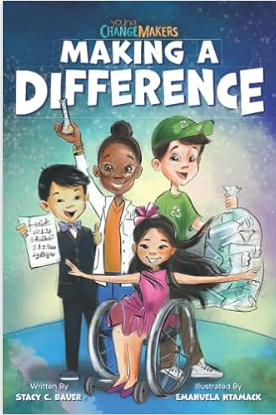 young
CHANGEMAKERS
MAKING A
DIFFERENCE
Written By
STACY C. BAUER
Illustrated By
EMANUELA NTAMACK